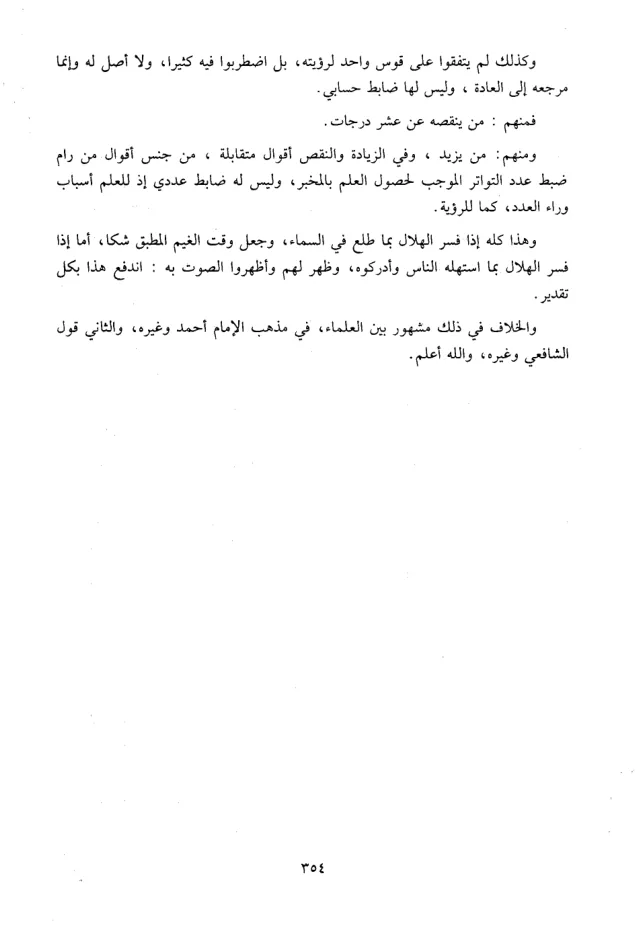 وكذلك لم يتفقوا على قوس واحد لرؤيته، بل اضطربوا فيه كثيرا، ولا أصل له وإنما
مرجعه إلى العادة ، وليس لها ضابط حسابي.
فمنهم : من ينقصه عن عشر درجات.
ومنهم: من يزيد ، وفي الزيادة والنقص أقوال متقابلة ، من جنس أقوال من رام
ضبط عدد التواتر الموجب لحصول العلم بالمخبر، وليس له ضابط عددي إذ للعلم أسباب
وراء العدد، كما للرؤية.
وهذا كله إذا فسر الهلال بما طلع في السماء، وجعل وقت الغيم المطبق شكا، أما إذا
فسر الهلال بما استهله الناس وأدركوه، وظهر لهم وأظهروا الصوت به : اندفع هذا بكل
تقدير.
والخلاف في ذلك مشهور بين العلماء، في مذهب الإمام أحمد وغيره، والثاني قول
الشافعي وغيره، والله أعلم.
٣٥٤